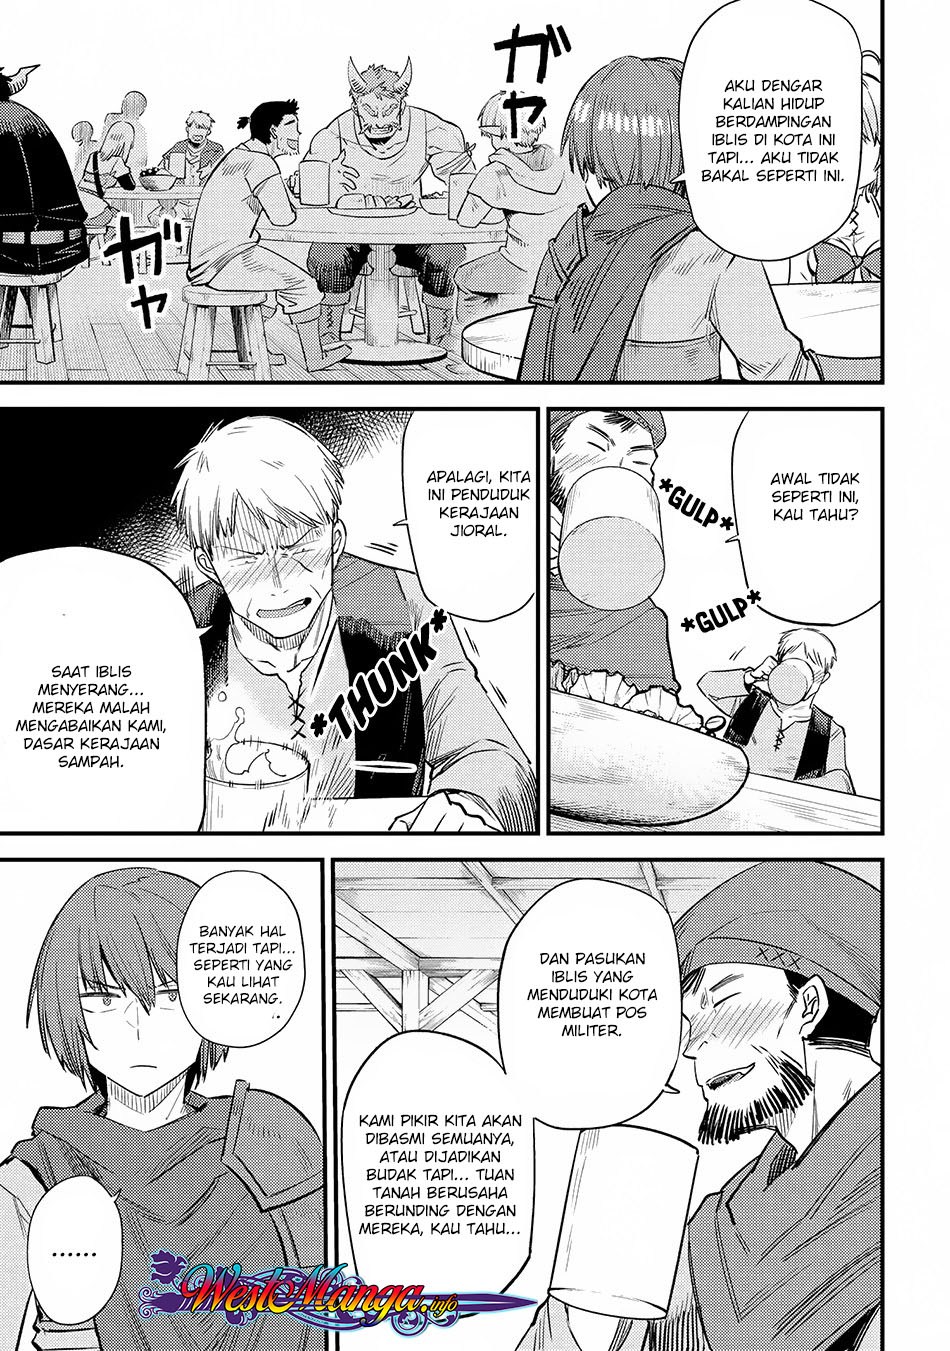 AKU DENGAR
KALIAN HIDUP
BERDAMPINGAN
IBLIS DI KOTA INI
TAPI... AKU TIDAK
BAKAL SEPERTI INI.
ガヤ
ガヤ
AWAL TIDAK
SEPERTI INI,
KAU TAHU?
*GULP*
*GULP*
APALAGI, KITA
INI PENDUDUK
KERAJAAN
JIORAL.
*THUNK*
SAAT IBLIS
MENYERANG...
MEREKA MALAH
MENGABAIKAN KAMI,
DASAR KERAJAAN
SAMPAH.
DAN PASUKAN
IBLIS YANG
MENDUDUKI KOTA
MEMBUAT POS
MILITER.
KAMI PIKIR KITA AKAN
DIBASMI SEMUANYA,
ATAU DIJADIKAN
BUDAK TAPI... TUAN
TANAH BERUSAHA
BERUNDING DENGAN
MEREKA, KAU TAHU...
BANYAK HAL
TERJADI TAPI...
SEPERTI YANG
KAU LIHAT
SEKARANG.
..
......
WestManga.info